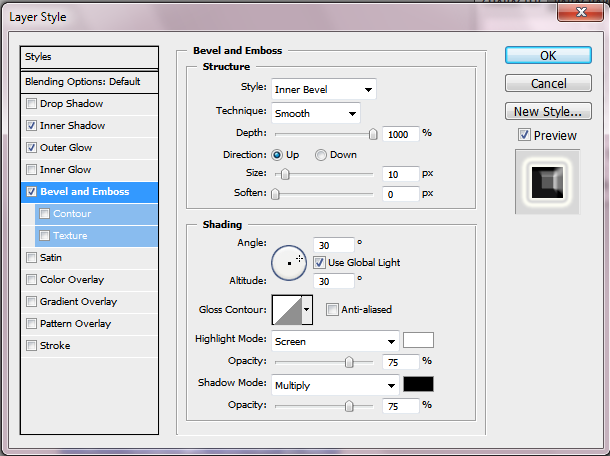 Layer Style
Styles
Blending Options: Default
Drop Shadow
Inner Shadow
Outer Glow
Inner Glow
Bevel and Emboss
Contour
Texture
Satin
Color Overlay
Gradient Overlay
Pattern Overlay
Stroke
Bevel and Emboss
Structure
Style: Inner Bevel
Technique: Smooth
Depth: 1000 %
Direction: Up Down
Size: 10 px
Soften: 0 px
Shading
Angle: 30 °
Use Global Light
Altitude: 30 °
Gloss Contour: Anti-aliased
Highlight Mode: Screen
Opacity: 75 %
Shadow Mode: Multiply
Opacity: 75 %
OK
Cancel
New Style...
Preview